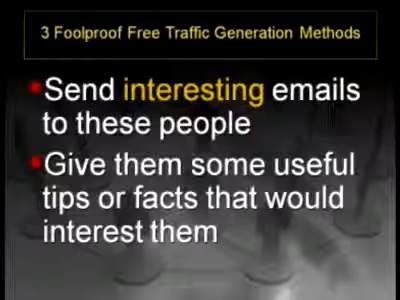 3 Foolproof Free Traffic Generation Methods
Send interesting emails
to these people
Give them some useful
tips or facts that would
interest them